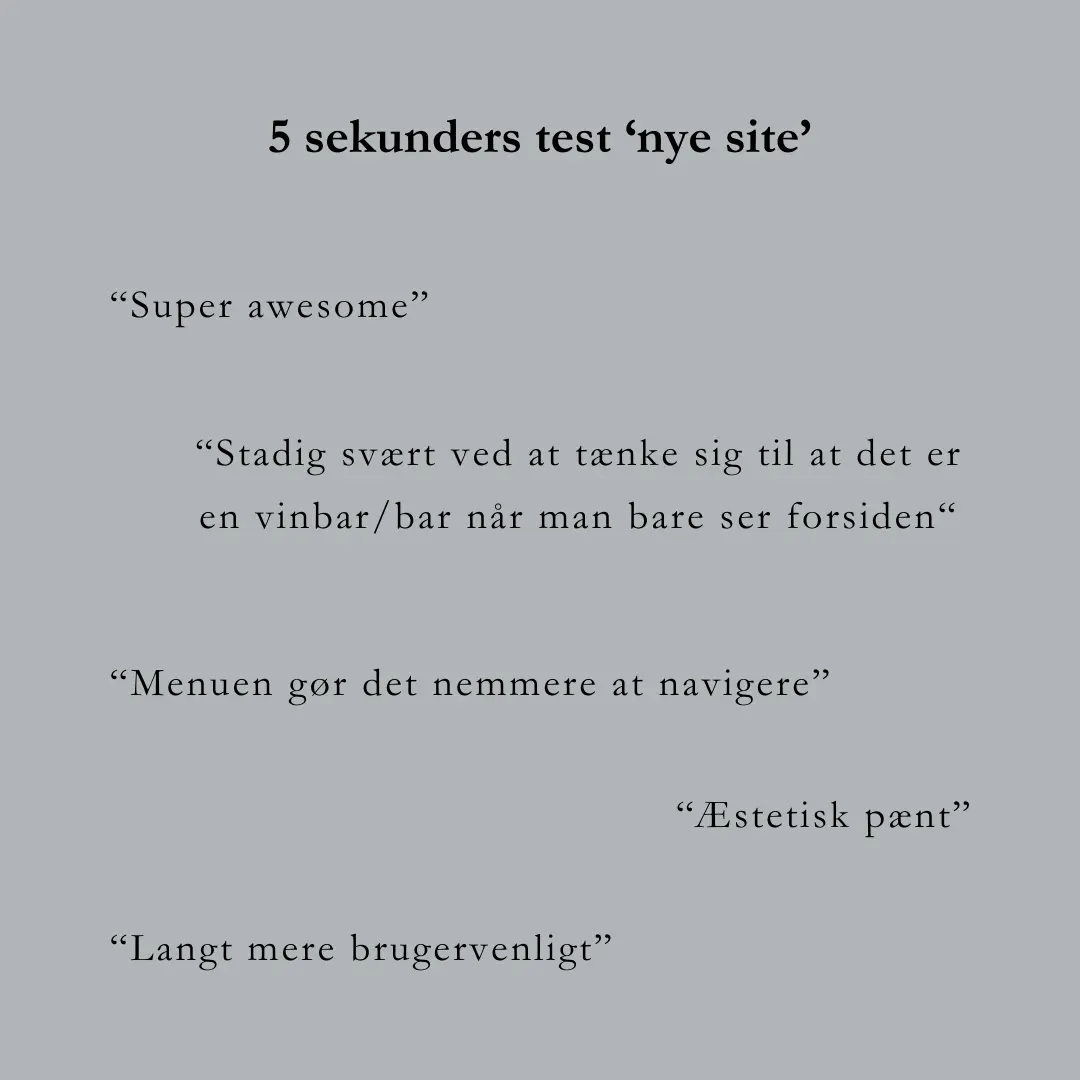 5 sekunders test ‘nye site’
“Super awesome”
“Stadig svært ved at tænke sig til at det er
en vinbar/bar når man bare ser forsiden“
“Menuen gør det nemmere at navigere”
“Æstetisk pænt”
“Langt mere brugervenligt”